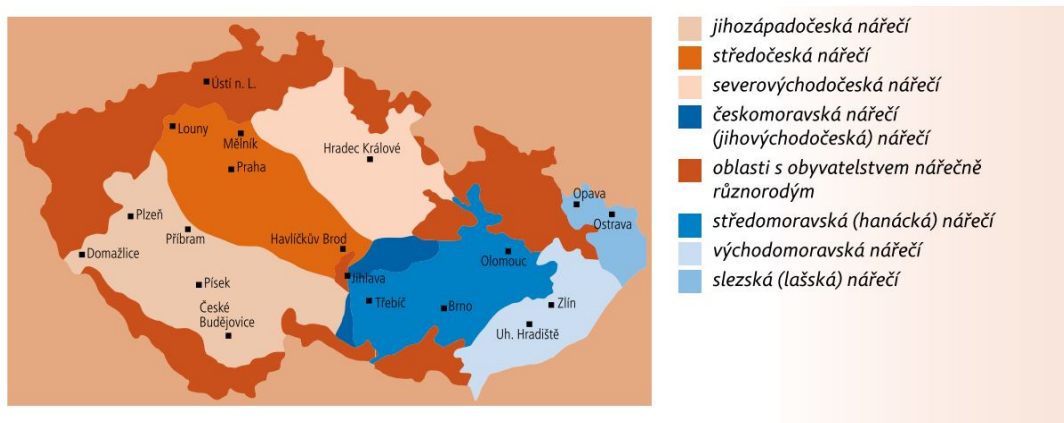 Ústí n. L.
Louny
Mělník
Praha
Hradec Králové
Plzeň
Příbram
Domažlice
Havlíčkův Brod
Jihlava
Písek
České
Budějovice
Třebíč
Brno
Olomouc
Opava
Ostrava
Zlín
Uh. Hradiště
jihozápadočeská nářečí
středočeská nářečí
severovýchodočeská nářečí
českomoravská nářečí
(jihovýchodočeská) nářečí
oblasti s obyvatelstvem nářečně
různorodým
středomoravská (hanácká) nářečí
východomoravská nářečí
slezská (lašská) nářečí